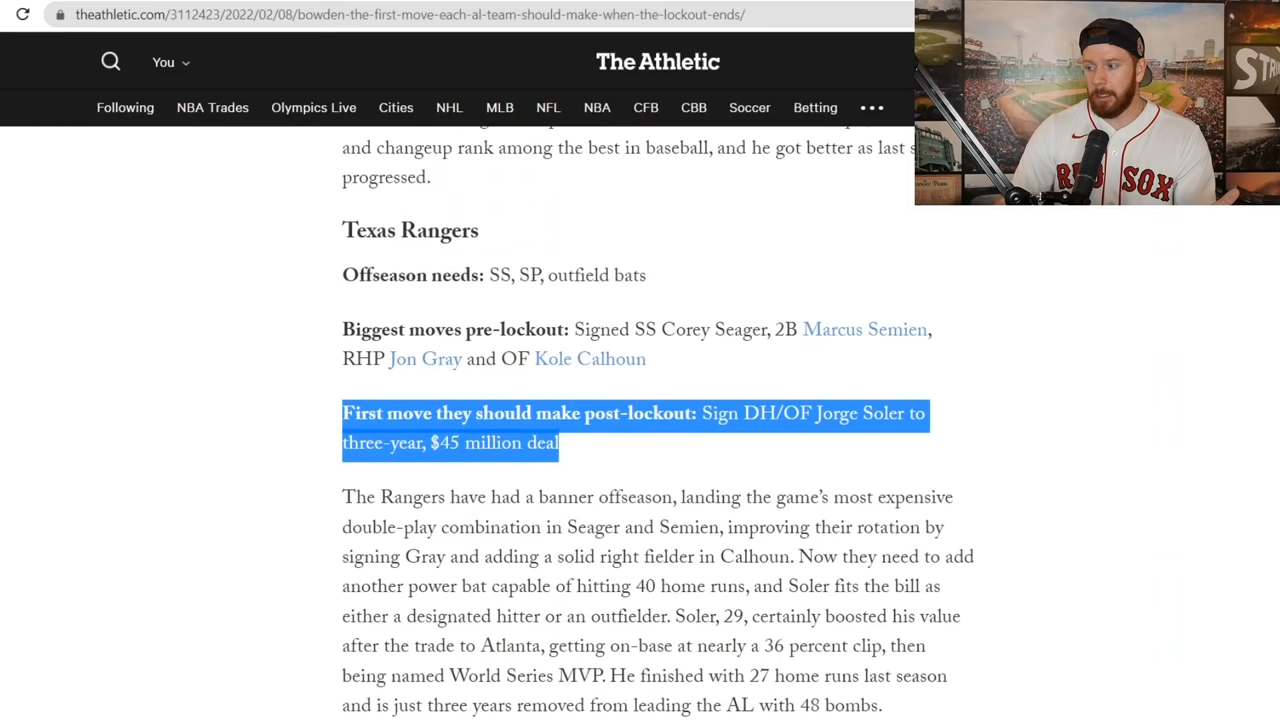 theathletic.com/3112423/2022/02/08/bowden-the-first-move-each-al-team-should-make-when-the-lockout-ends/
You
The Athletic
Following NBA Trades Olympics Live Cities NHL MLB NFL NBA CFB CBB Soccer Betting •••
and changeup rank among the best in baseball, and he got better as last
progressed.
Texas Rangers
Offseason needs: SS, SP, outfield bats
Biggest moves pre-lockout: Signed SS Corey Seager, 2B Marcus Semien,
RHP Jon Gray and OF Kole Calhoun
First move they should make post-lockout: Sign DH/OF Jorge Soler to
three-year, $45 million deal
The Rangers have had a banner offseason, landing the game’s most expensive
double-play combination in Seager and Semien, improving their rotation by
signing Gray and adding a solid right fielder in Calhoun. Now they need to add
another power bat capable of hitting 40 home runs, and Soler fits the bill as
either a designated hitter or an outfielder. Soler, 29, certainly boosted his value
after the trade to Atlanta, getting on-base at nearly a 36 percent clip, then
being named World Series MVP. He finished with 27 home runs last season
and is just three years removed from leading the AL with 48 bombs.
RED SOX
STR